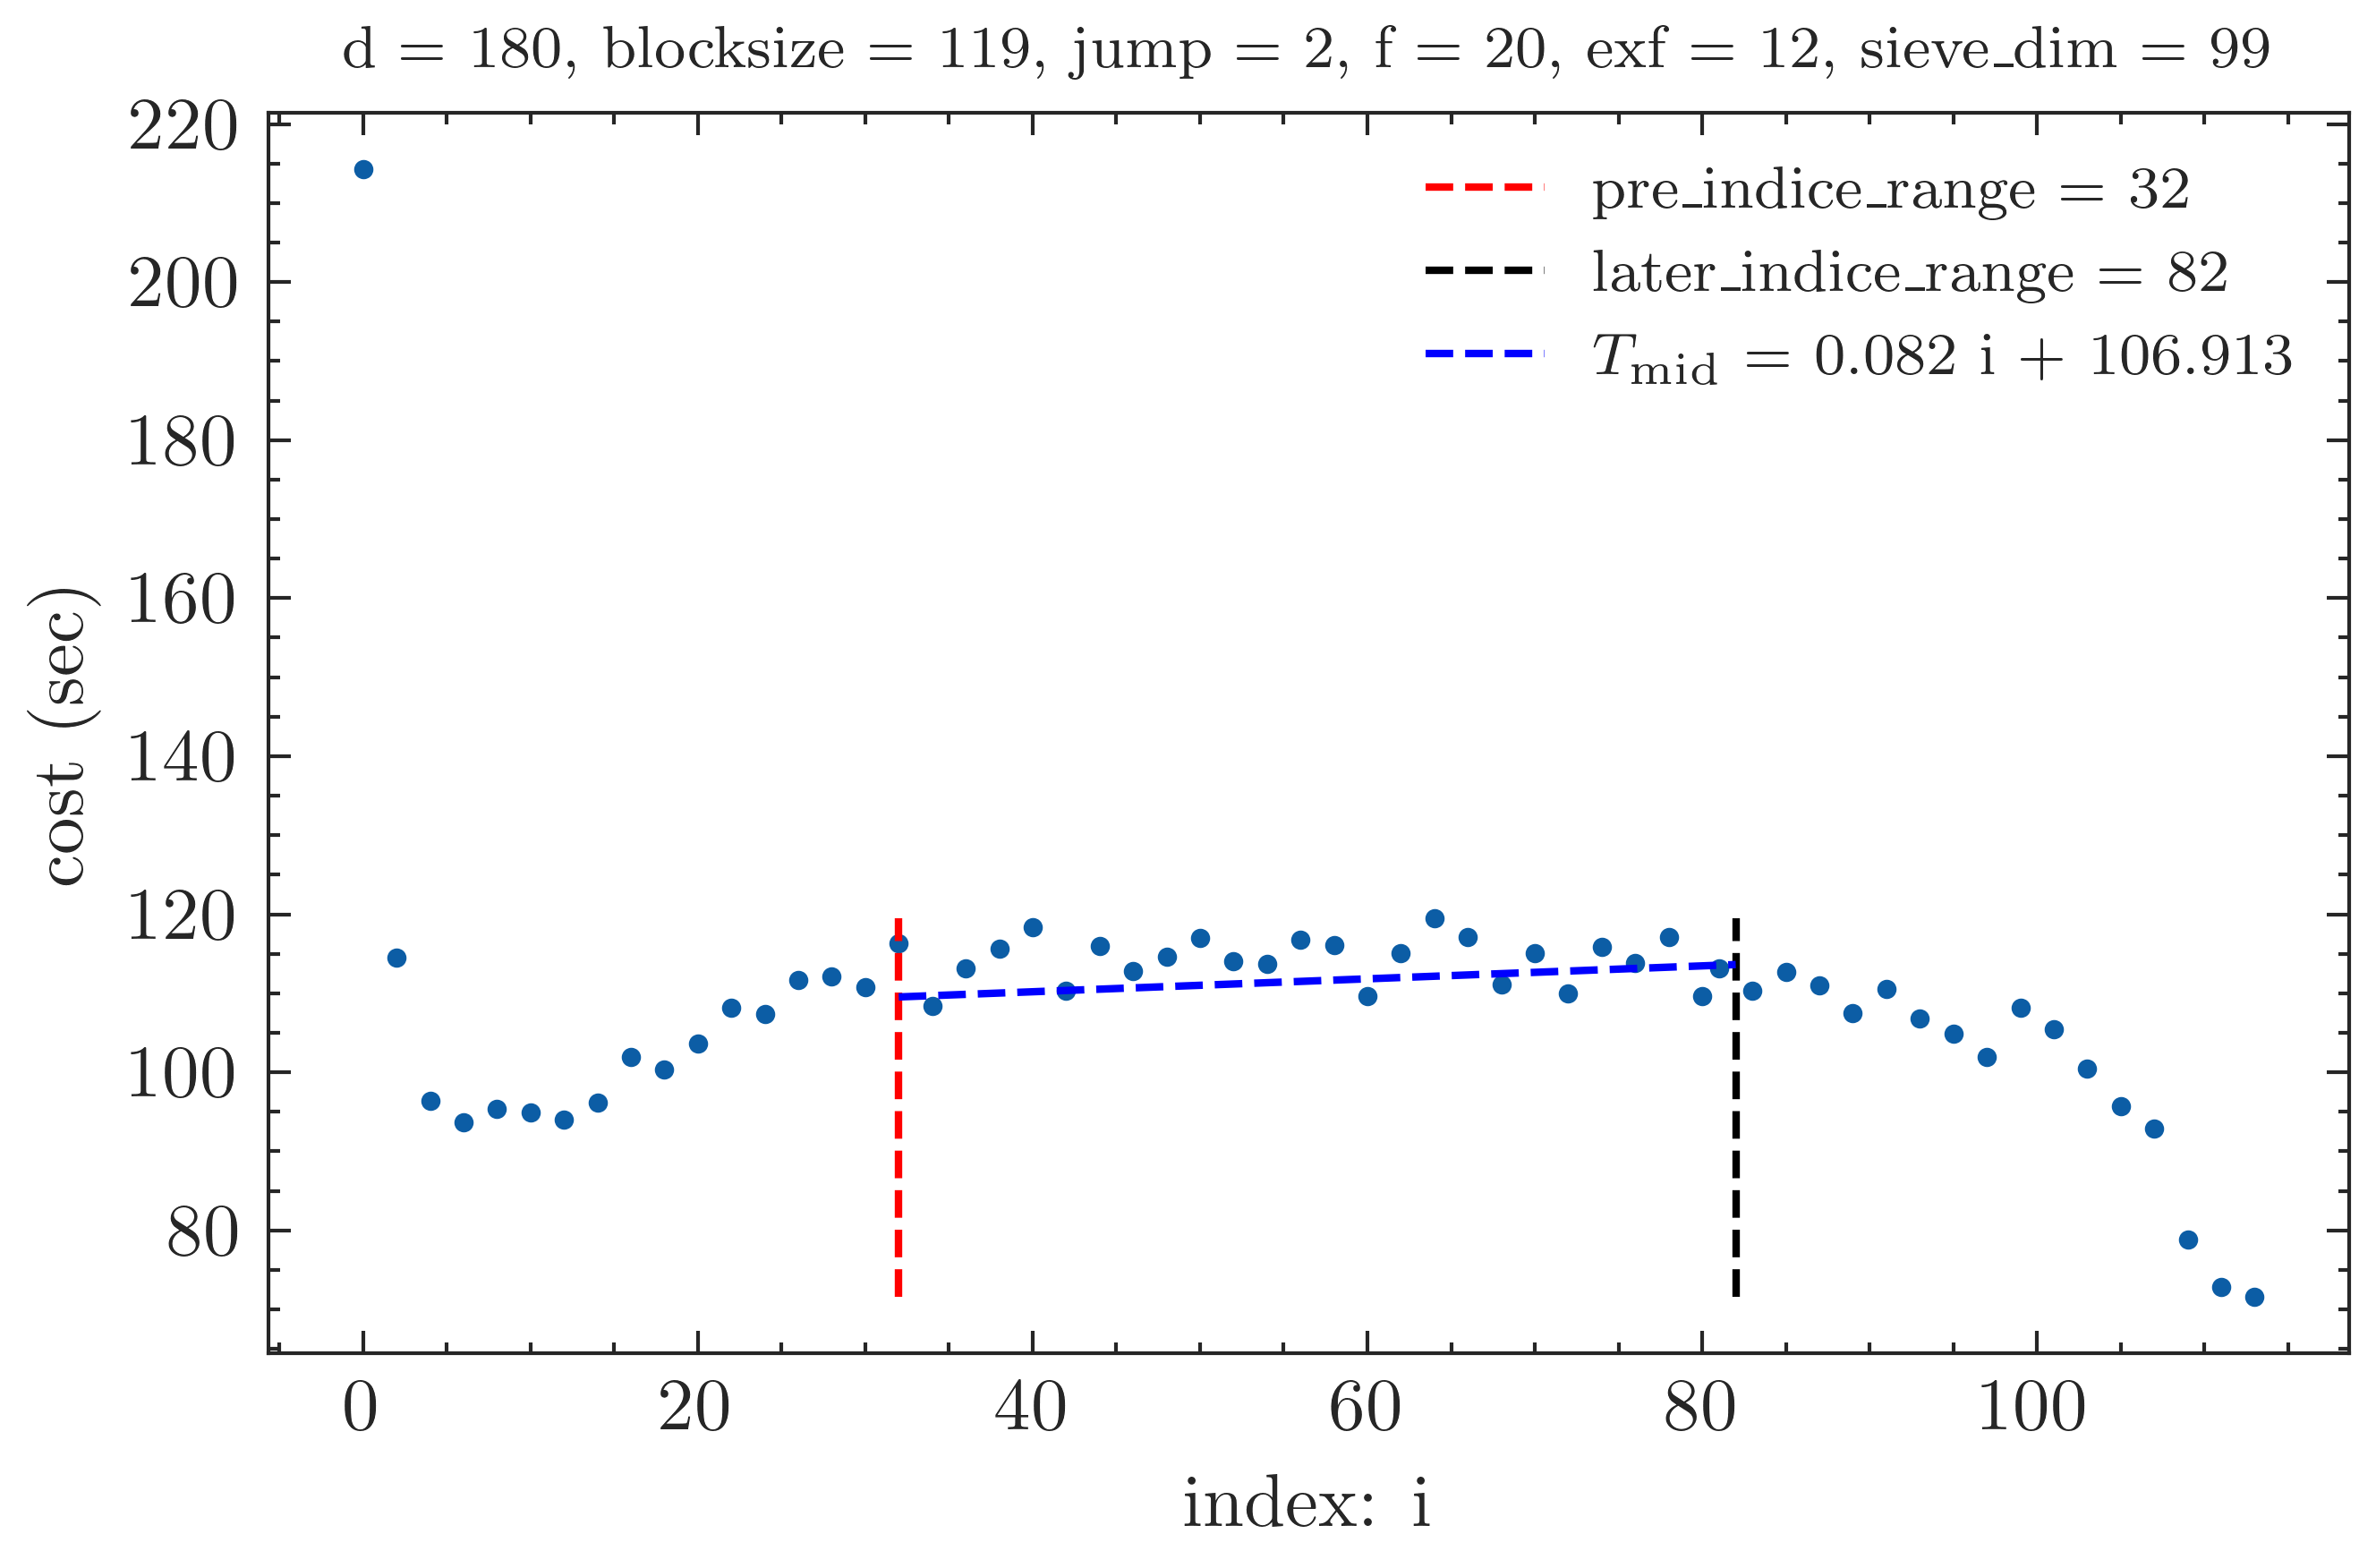 d = 180, blocksize = 119, jump = 2, f = 20, exf = 12, sieve_dim = 99
220
200
180
160
140
120
100
80
cost (sec)
pre_indice_range = 32
later_indice_range = 82
T_mid = 0.082 i + 106.913
0 20 40 60 80 100
index: i